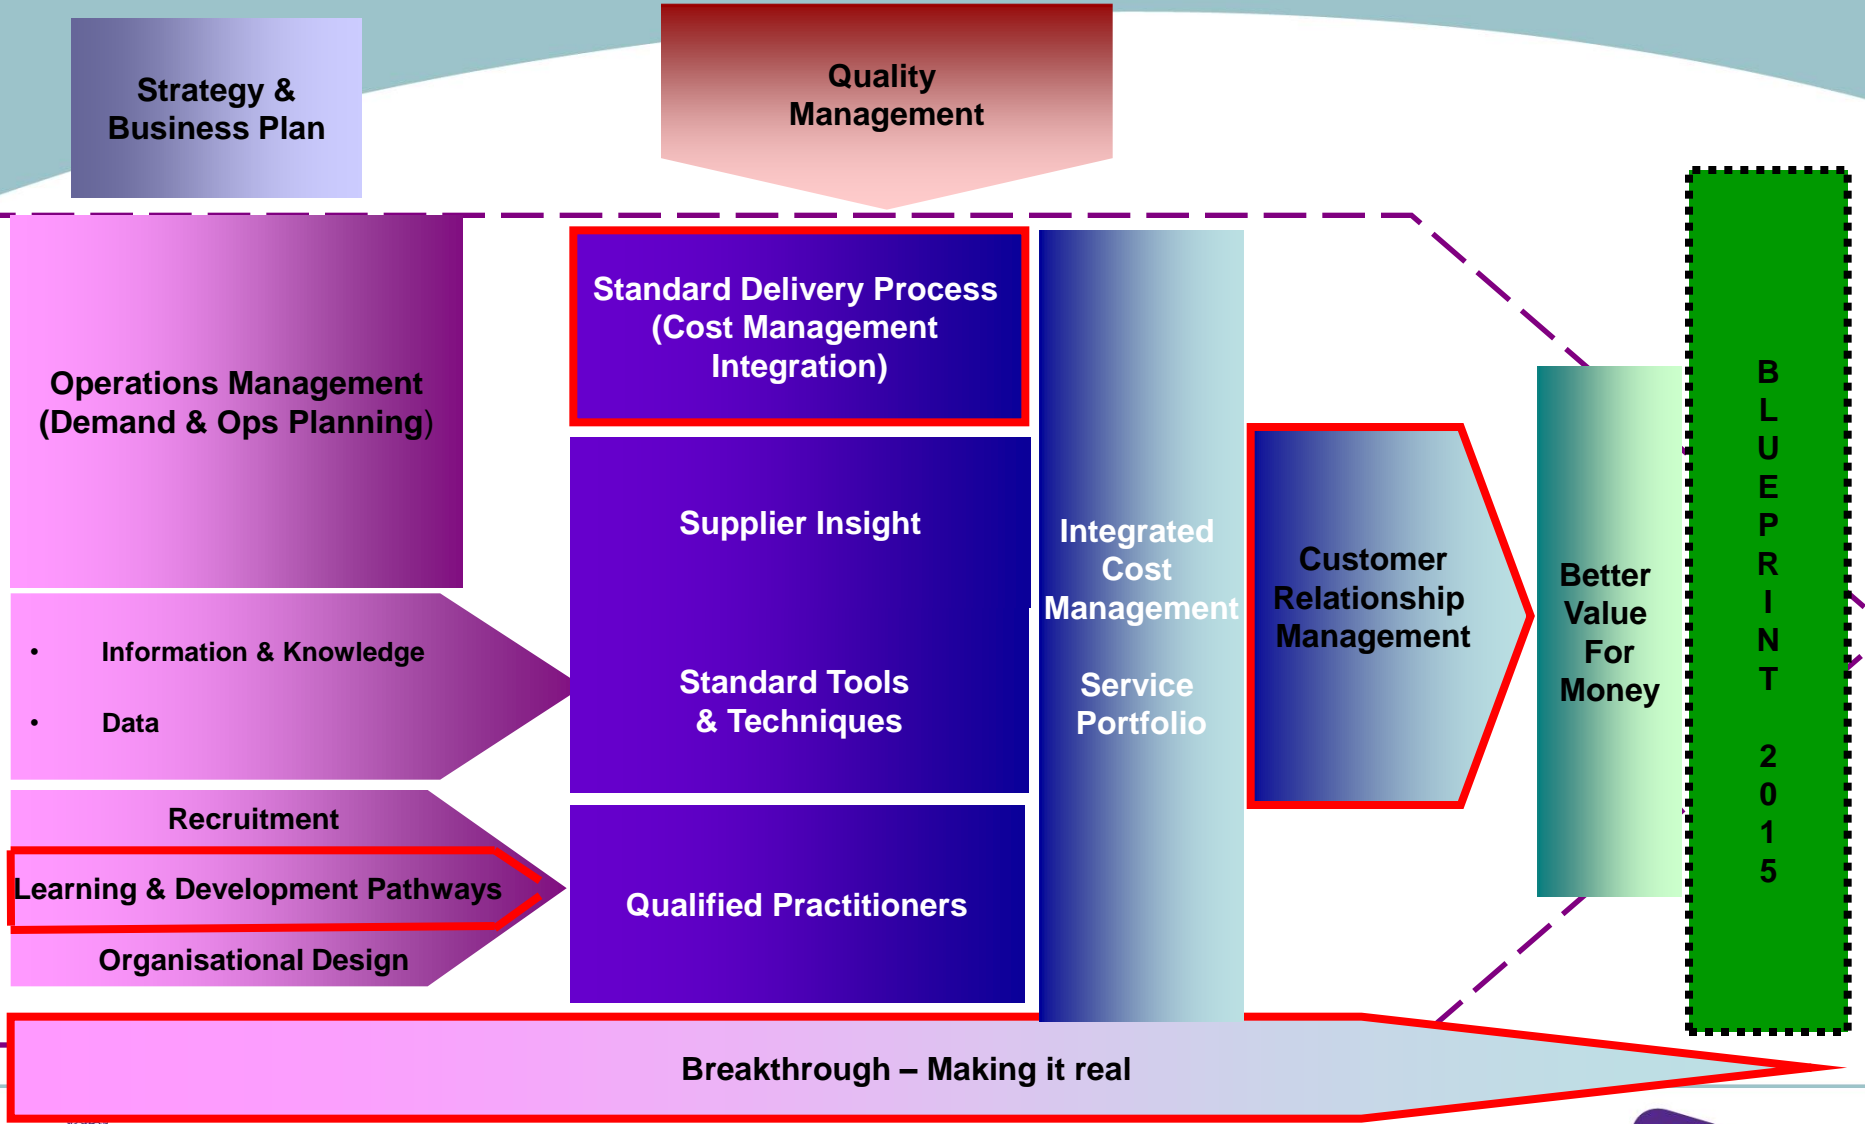 Strategy &
Business Plan
Quality
Management
Operations Management
(Demand & Ops Planning)
• Information & Knowledge
• Data
Recruitment
Learning & Development Pathways
Organisational Design
Standard Delivery Process
(Cost Management
Integration)
Supplier Insight
Standard Tools
& Techniques
Qualified Practitioners
Integrated
Cost
Management
Service
Portfolio
Customer
Relationship
Management
Better
Value
For
Money
B
L
U
E
P
R
I
N
T
2
0
1
5
Breakthrough – Making it real